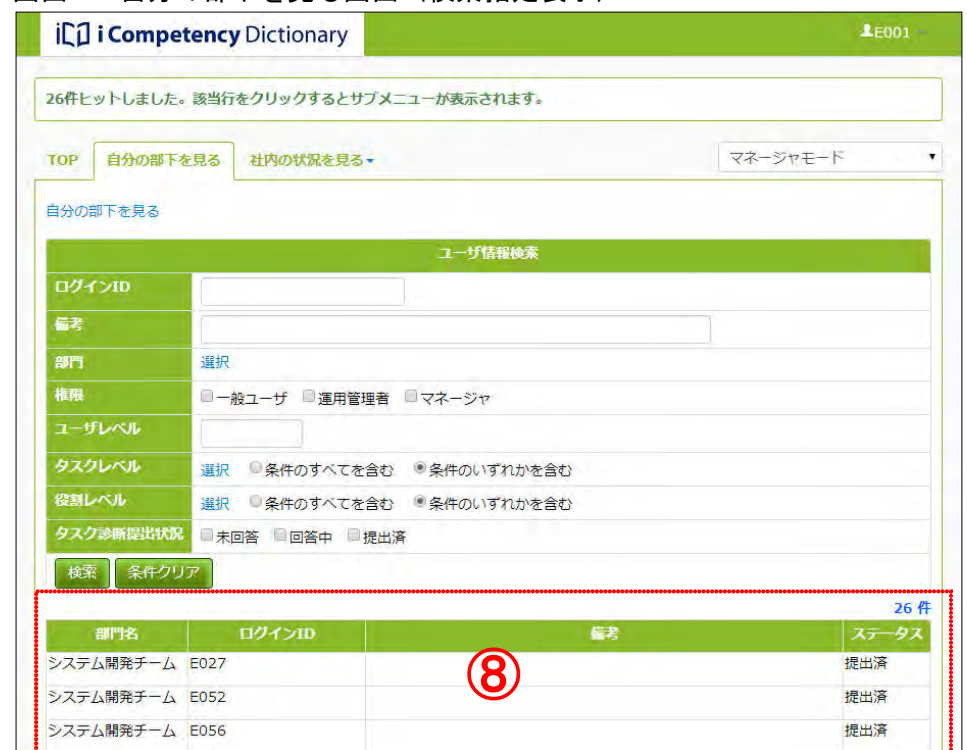 iCD i Competency Dictionary
E001
26件ヒットしました。該当行をクリックするとサブメニューが表示されます。
TOP 自分の部下を見る 社内の状況を見る マネージャモード
自分の部下を見る
ユーザ情報検索
ログインID
備考
部門 選択
権限 一般ユーザ 運用管理者 マネージャ
ユーザレベル
タスクレベル 選択 条件のすべてを含む 条件のいずれかを含む
役割レベル 選択 条件のすべてを含む 条件のいずれかを含む
タスク診断提出状況 未回答 回答中 提出済
検索 条件クリア
26 件
部門名 ログインID 備考 ステータス
システム開発チーム E027 提出済
⑧
システム開発チーム E052 提出済
システム開発チーム E056 提出済